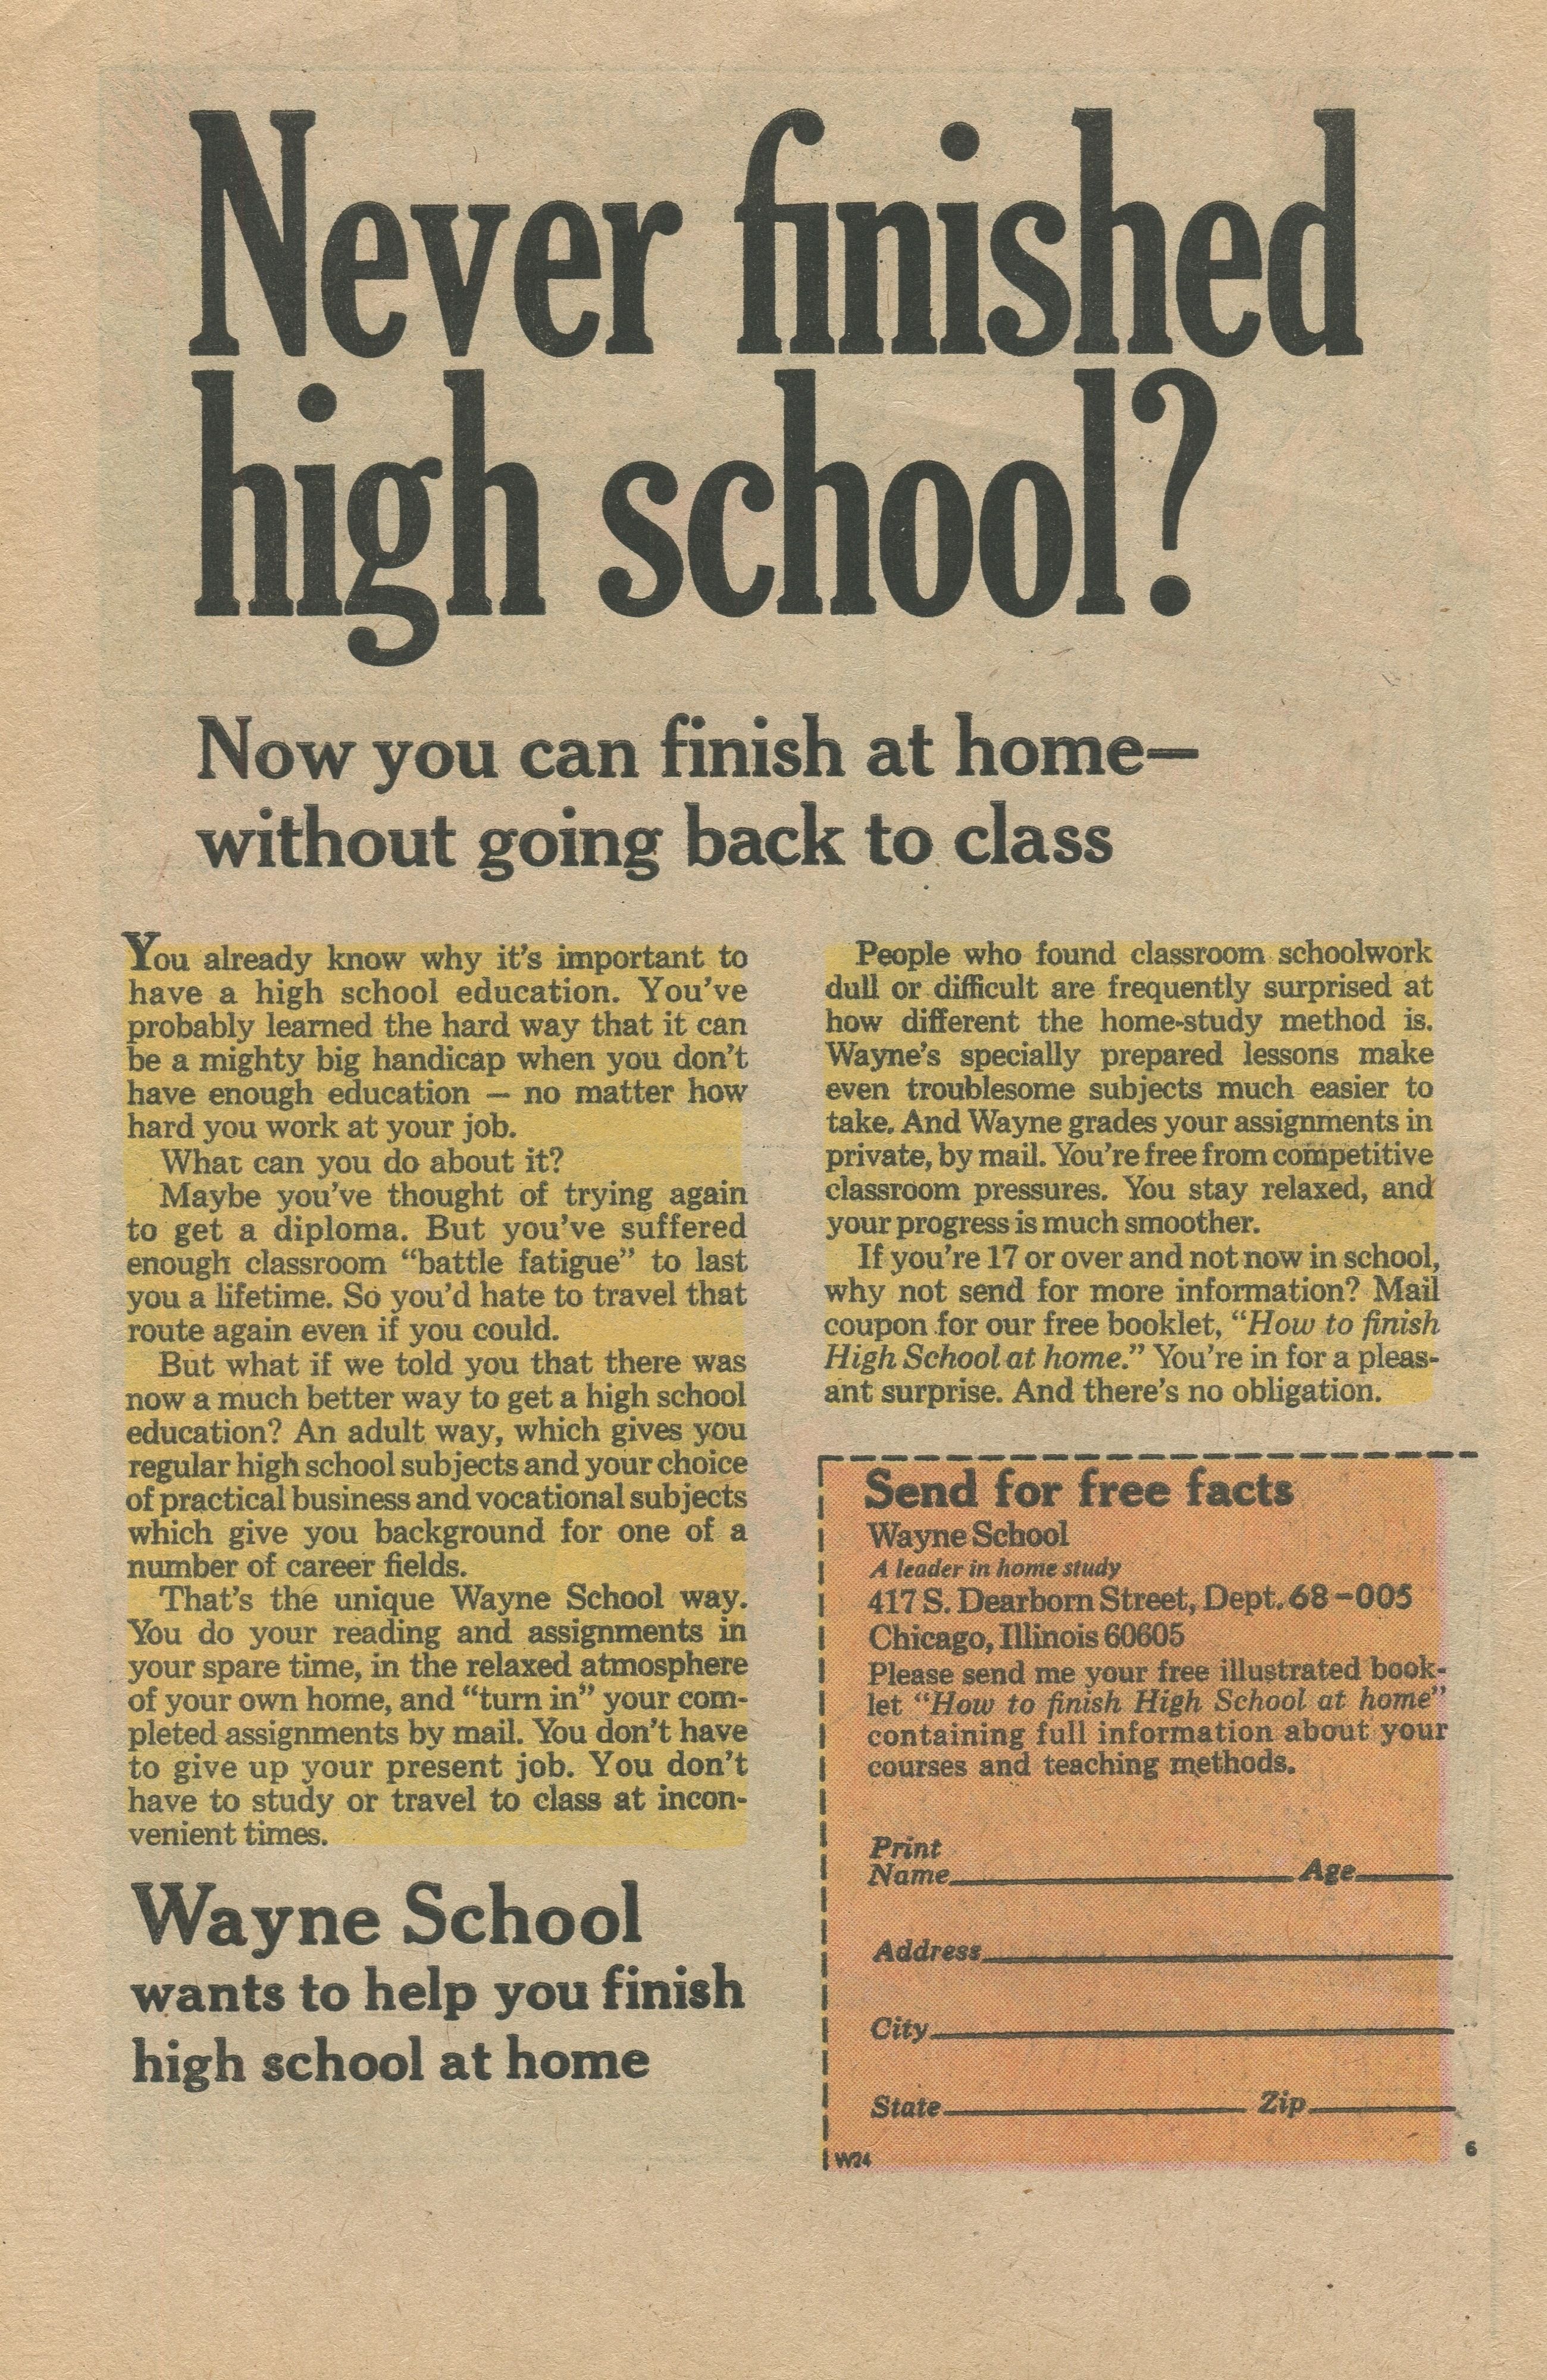 Never finished
high school?
Now you can finish at home—
without going back to class
You already know why it's important to
have a high school education. You've
probably learned the hard way that it can
be a mighty big handicap when you don't
have enough education — no matter how
hard you work at your job.
What can you do about it?
Maybe you've thought of trying again
to get a diploma. But you've suffered
enough classroom “battle fatigue” to last
you a lifetime. So you'd hate to travel that
route again even if you could.
But what if we told you that there was
now a much better way to get a high school
education? An adult way, which gives you
regular high school subjects and your choice
of practical business and vocational subjects
which give you background for one of a
number of career fields.
That's the unique Wayne School way.
You do your reading and assignments in
your spare time, in the relaxed atmosphere
of your own home, and “turn in” your com-
pleted assignments by mail. You don't have
to give up your present job. You don't
have to study or travel to class at incon-
venient times.
Wayne School
wants to help you finish
high school at home
People who found classroom schoolwork
dull or difficult are frequently surprised at
how different the home-study method is.
Wayne's specially prepared lessons make
even troublesome subjects much easier to
take. And Wayne grades your assignments in
private, by mail. You're free from competitive
classroom pressures. You stay relaxed, and
your progress is much smoother.
If you're 17 or over and not now in school,
why not send for more information? Mail
coupon for our free booklet, “How to finish
High School at home.” You're in for a pleas-
ant surprise. And there's no obligation.
Send for free facts
Wayne School
A leader in home study
417 S. Dearborn Street, Dept. 68-005
Chicago, Illinois 60605
Please send me your free illustrated book-
let “How to finish High School at home”
containing full information about your
courses and teaching methods.
Print
Name Age
Address
City
State Zip
W24 6